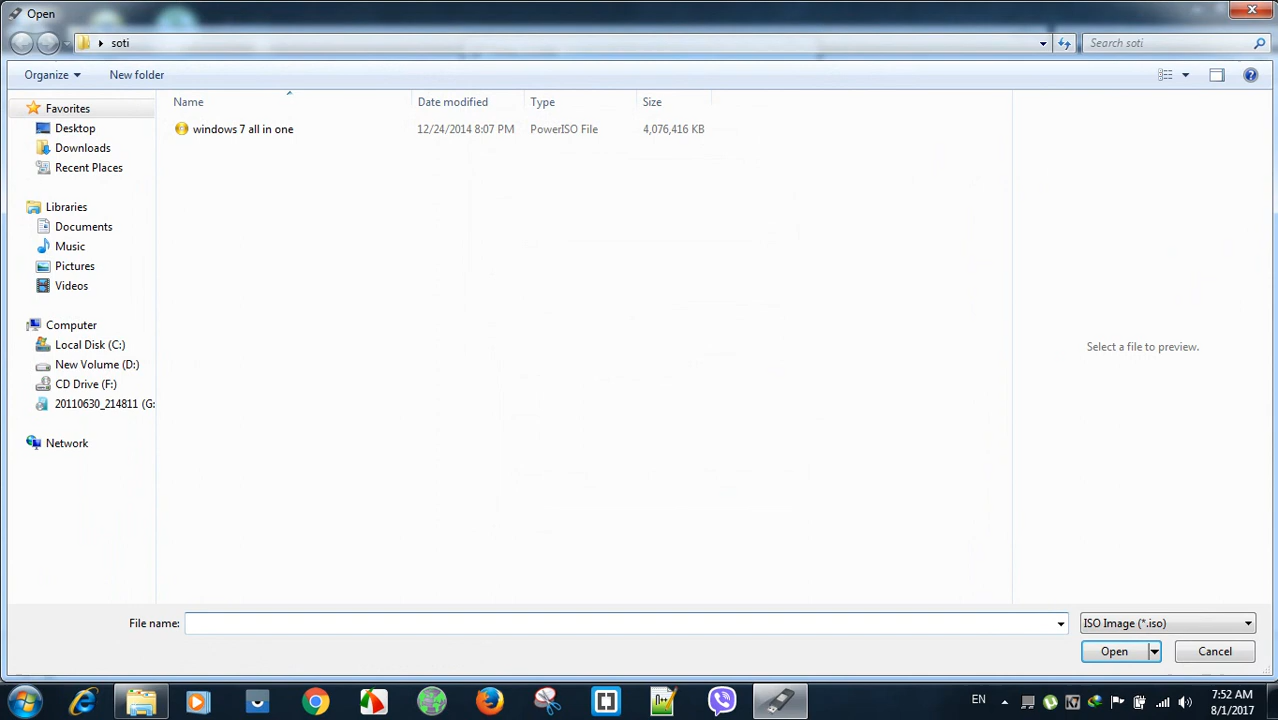 Open
soti
Search soti
Organize
New folder
Favorites
Desktop
Downloads
Recent Places
Libraries
Documents
Music
Pictures
Videos
Computer
Local Disk (C:)
New Volume (D:)
CD Drive (F:)
20110630_214811 (G:
Network
Name Date modified Type Size
windows 7 all in one 12/24/2014 8:07 PM PowerISO File 4,076,416 KB
Select a file to preview.
File name:
ISO Image (*.iso)
Open
Cancel
EN
7:52 AM
8/1/2017